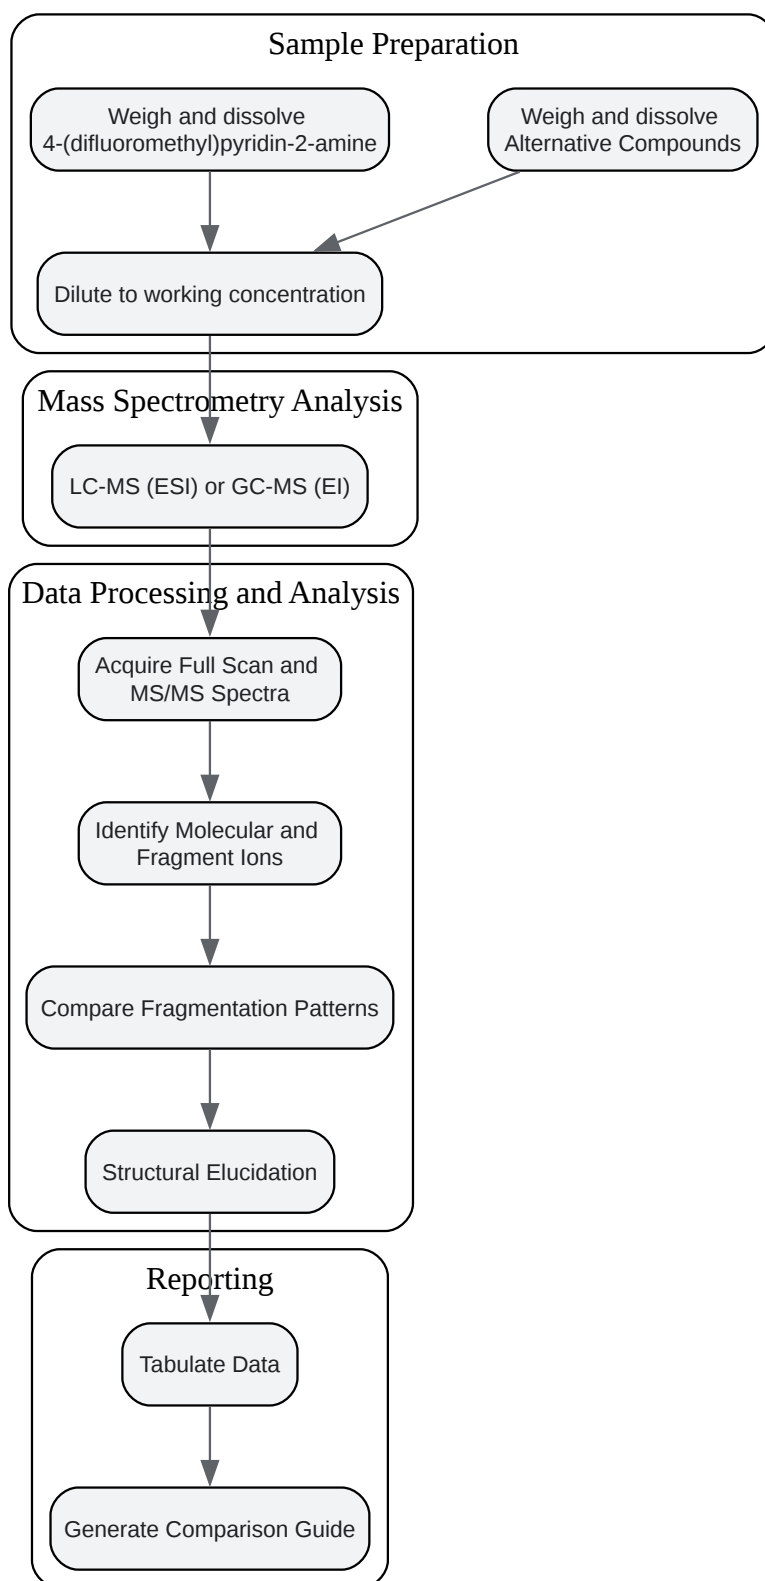 Sample Preparation
Weigh and dissolve
4-(difluoromethyl)pyridin-2-amine
Weigh and dissolve
Alternative Compounds
Dilute to working concentration
Mass Spectrometry Analysis
LC-MS (ESI) or GC-MS (EI)
Data Processing and Analysis
Acquire Full Scan and
MS/MS Spectra
Identify Molecular and
Fragment Ions
Compare Fragmentation Patterns
Structural Elucidation
Reporting
Tabulate Data
Generate Comparison Guide